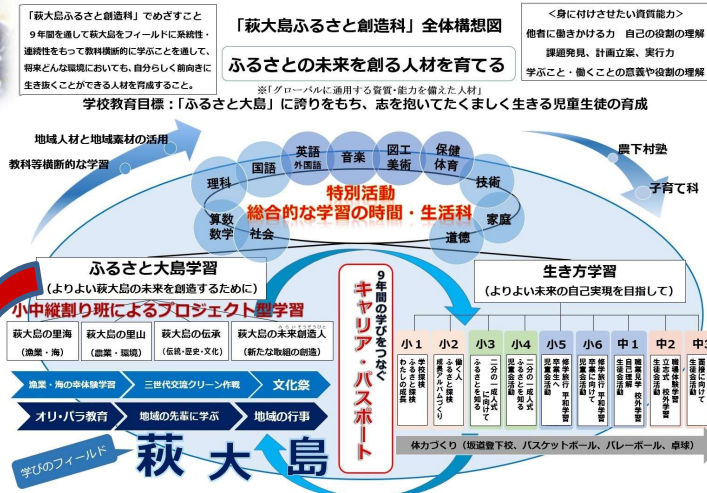 「萩大島ふるさと創造科」でめざすこと
9年間を通して萩大島をフィールドに系統性・
連続性をもって教科横断的に学ぶことを通して、
将来どんな環境においても、自分らしく前向きに
生き抜くことができる人材を育成すること。
「萩大島ふるさと創造科」全体構想図
ふるさとの未来を創る人材を育てる
※「グローバルに通用する資質・能力を備えた人材」
<身に付けさせたい資質能力>
他者に働きかける力 自己の役割の理解
課題発見、計画立案、実行力
学ぶこと・働くことの意義や役割の理解
学校教育目標:「ふるさと大島」に誇りをもち、志を抱いてたくましく生きる児童生徒の育成
地域人材と地域素材の活用
教科等横断的な学習
農下村塾
子育て科
算数
数学
社会
理科
国語
英語
外国語
音楽
図工
美術
保健
体育
技術
家庭
道徳
特別活動
総合的な学習の時間・生活科
ふるさと大島学習
(よりよい萩大島の未来を創造するために)
小中縦割り班によるプロジェクト型学習
萩大島の里海
(漁業・海)
萩大島の里山
(農業・環境)
萩大島の伝承
(伝統・歴史・文化)
萩大島の未来創造人
(新たな取組の創造)
漁業・海の幸体験学習
三世代交流クリーン作戦
文化祭
オリ・パラ教育
地域の先輩に学ぶ
地域の行事
学びのフィールド
萩大島
9年間の学びをつなぐ
キャリア・パスポート
生き方学習
(よりよい未来の自己実現を目指して)
小1
学校探検
ふるさと探検
わたしの成長
小2
働く人
ふるさと探検
成長アルバムづくり
小3
二分の一成人式
に向けて
ふるさとを知る
小4
二分の一成人式
ふるさとを知る
児童会活動
小5
修学旅行 平和学習
卒業生へ
児童会活動
小6
修学旅行 平和学習
卒業に向けて
児童会活動
中1
職業見学 校外学習
自己理解
生徒会活動
中2
職場体験学習
立志式 校外学習
生徒会活動
中3
面接に向けて
生徒会活動
体力づくり(坂道登下校、バスケットボール、バレーボール、卓球)